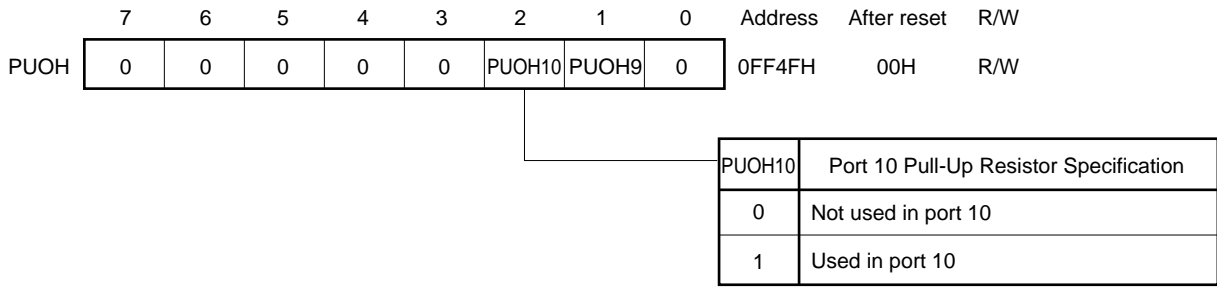 7 6 5 4 3 2 1 0 Address After reset R/W
PUOH 0 0 0 0 0 PUOH10 PUOH9 0 0FF4FH 00H R/W
PUOH10 Port 10 Pull-Up Resistor Specification
0 Not used in port 10
1 Used in port 10